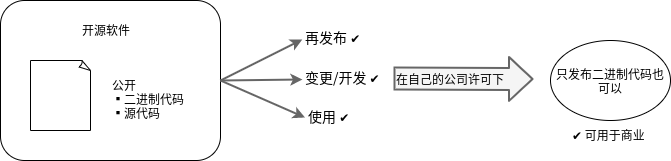 开源软件
公开
▪二进制代码
▪源代码
再发布 ✔
变更/开发 ✔
使用 ✔
在自己的公司许可下
只发布二进制代码也
可以
✔ 可用于商业